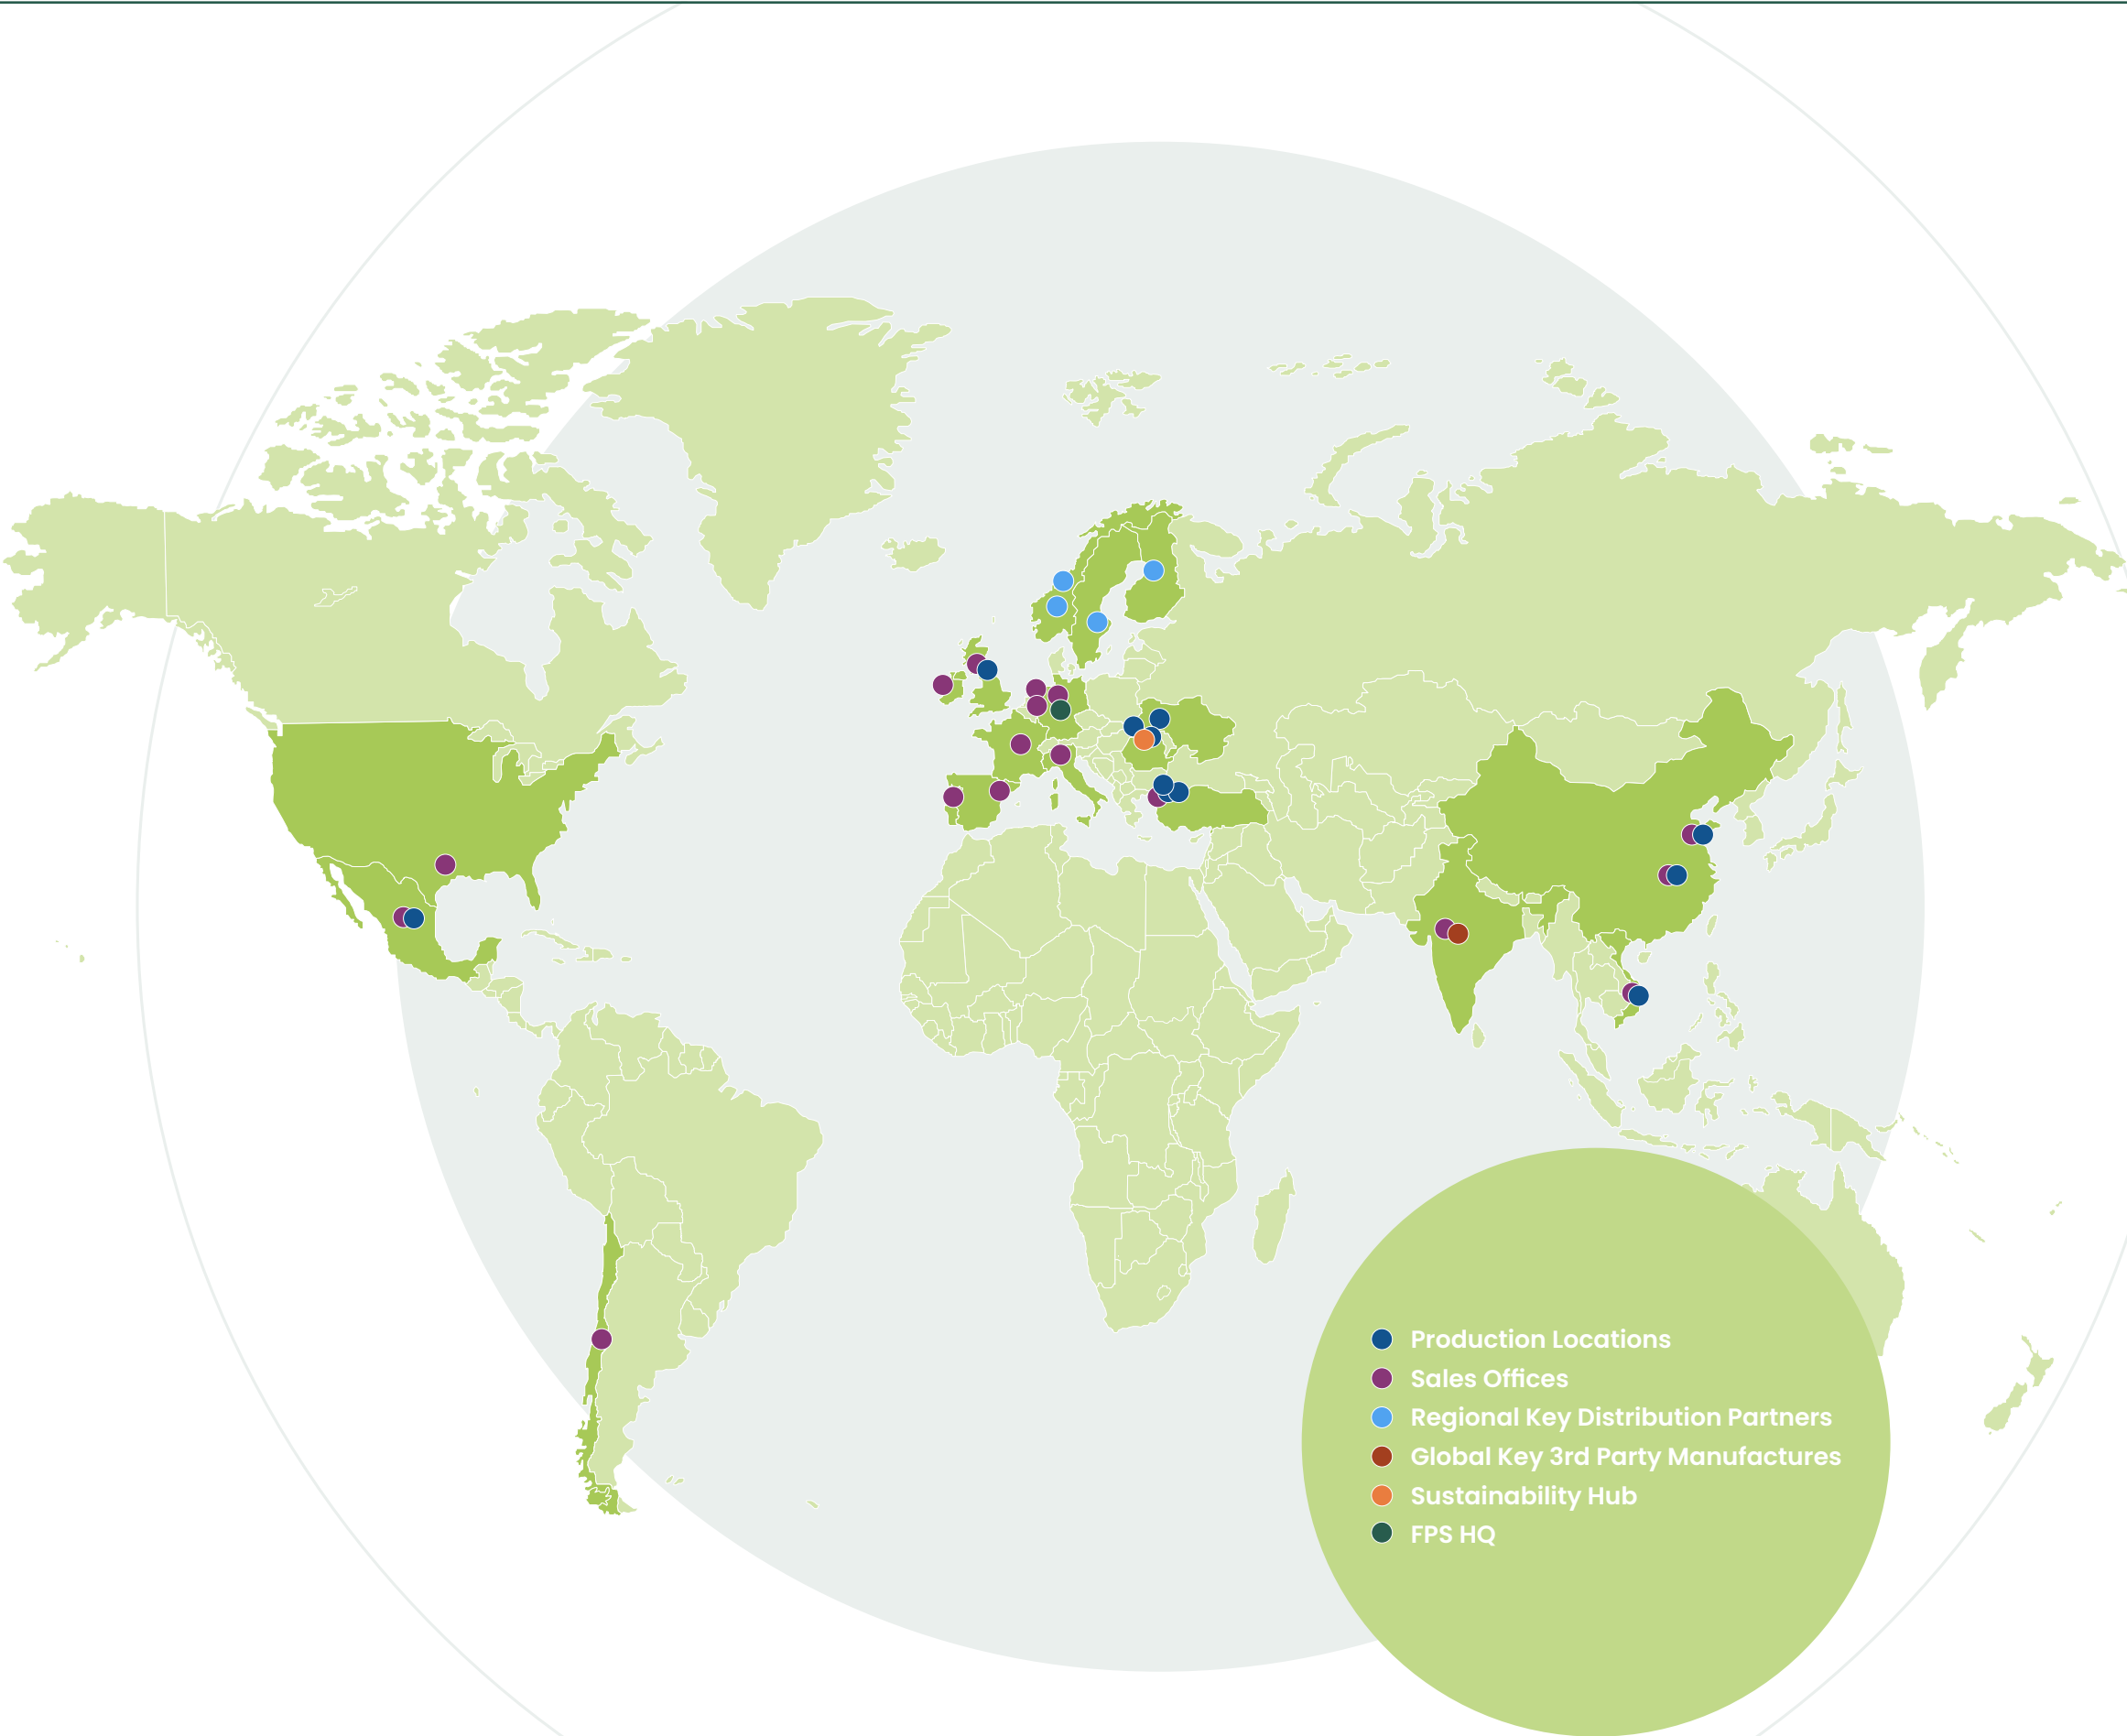 Production Locations
Sales Offices
Regional Key Distribution Partners
Global Key 3rd Party Manufactures
Sustainability Hub
FPS HQ